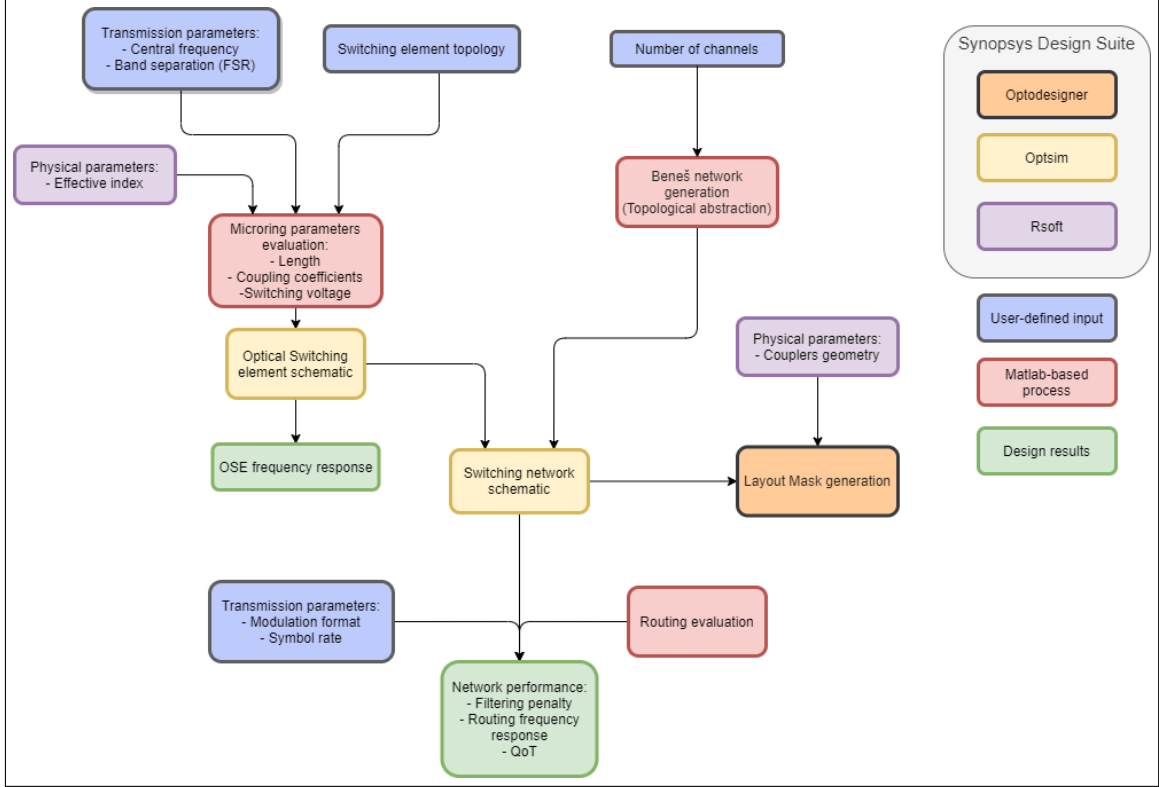 Transmission parameters:
- Central frequency
- Band separation (FSR)
Switching element topology
Number of channels
Synopsys Design Suite
Optodesigner
Optsim
Rsoft
Physical parameters:
- Effective index
Beneš network
generation
(Topological abstraction)
Microring parameters
evaluation:
- Length
- Coupling coefficients
-Switching voltage
User-defined input
Physical parameters:
- Couplers geometry
Optical Switching
element schematic
Matlab-based
process
Design results
OSE frequency response
Switching network
schematic
Layout Mask generation
Transmission parameters:
- Modulation format
- Symbol rate
Routing evaluation
Network performance:
- Filtering penalty
- Routing frequency
response
- QoT